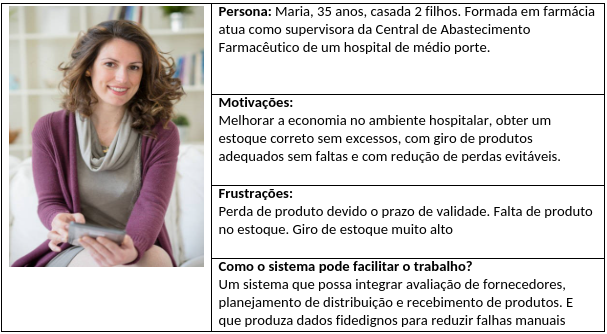 Persona: Maria, 35 anos, casada 2 filhos. Formada em farmácia
atua como supervisora da Central de Abastecimento
Farmacêutico de um hospital de médio porte.
Motivações:
Melhorar a economia no ambiente hospitalar, obter um
estoque correto sem excessos, com giro de produtos
adequados sem faltas e com redução de perdas evitáveis.
Frustrações:
Perda de produto devido o prazo de validade. Falta de produto
no estoque. Giro de estoque muito alto
Como o sistema pode facilitar o trabalho?
Um sistema que possa integrar avaliação de fornecedores,
planejamento de distribuição e recebimento de produtos. E
que produza dados fidedignos para reduzir falhas manuais